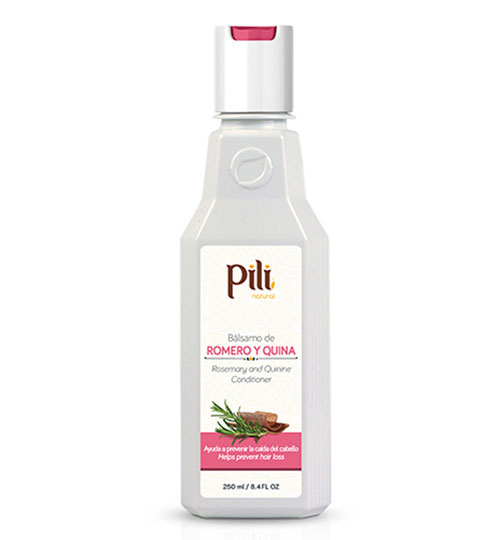 pili
natural
Bálsamo de
ROMERO Y QUINA
Rosemary and Quinine
Conditioner
Ayuda a prevenir la caída del cabello
Helps prevent hair loss
250 ml / 8.4 FL OZ